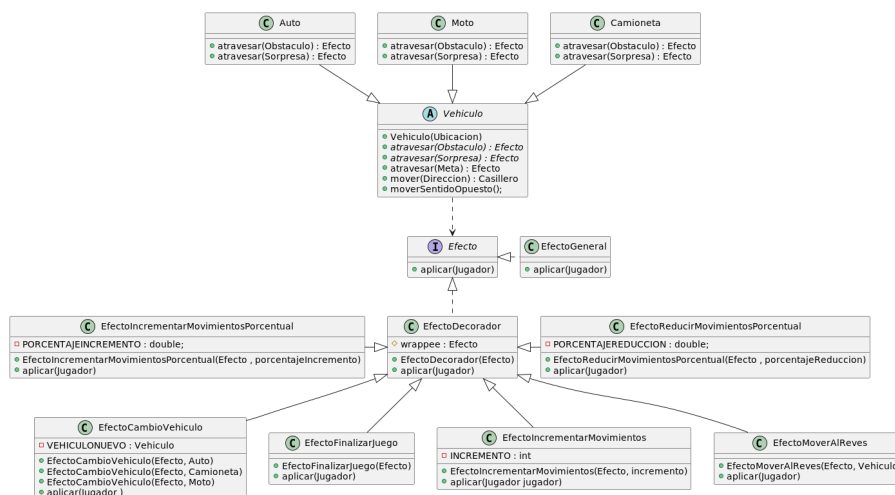 C Auto
atravesar(Obstaculo) : Efecto
atravesar(Sorpresa) : Efecto
C Moto
atravesar(Obstaculo) : Efecto
atravesar(Sorpresa) : Efecto
C Camioneta
atravesar(Obstaculo) : Efecto
atravesar(Sorpresa) : Efecto
A Vehiculo
Vehiculo(Ubicacion)
atravesar(Obstaculo) : Efecto
atravesar(Sorpresa) : Efecto
atravesar(Meta) : Efecto
mover(Direccion) : Casillero
moverSentidoOpuesto();
I Efecto
aplicar(Jugador)
C EfectoGeneral
aplicar(Jugador)
C EfectoIncrementarMovimientosPorcentual
PORCENTAJEINCREMENTO : double;
EfectoIncrementarMovimientosPorcentual(Efecto , porcentajeIncremento)
aplicar(Jugador)
C EfectoDecorador
wrappee : Efecto
EfectoDecorador(Efecto)
aplicar(Jugador)
C EfectoReducirMovimientosPorcentual
PORCENTAJEREDUCCION : double;
EfectoReducirMovimientosPorcentual(Efecto , porcentajeReduccion)
aplicar(Jugador)
C EfectoCambioVehiculo
VEHICULONUEVO : Vehiculo
EfectoCambioVehiculo(Efecto, Auto)
EfectoCambioVehiculo(Efecto, Camioneta)
EfectoCambioVehiculo(Efecto, Moto)
aplicar(Jugador )
C EfectoFinalizarJuego
EfectoFinalizarJuego(Efecto)
aplicar(Jugador)
C EfectoIncrementarMovimientos
INCREMENTO : int
EfectoIncrementarMovimientos(Efecto, incremento)
aplicar(Jugador jugador)
C EfectoMoverAlReves
EfectoMoverAlReves(Efecto, Vehiculo
aplicar(Jugador)